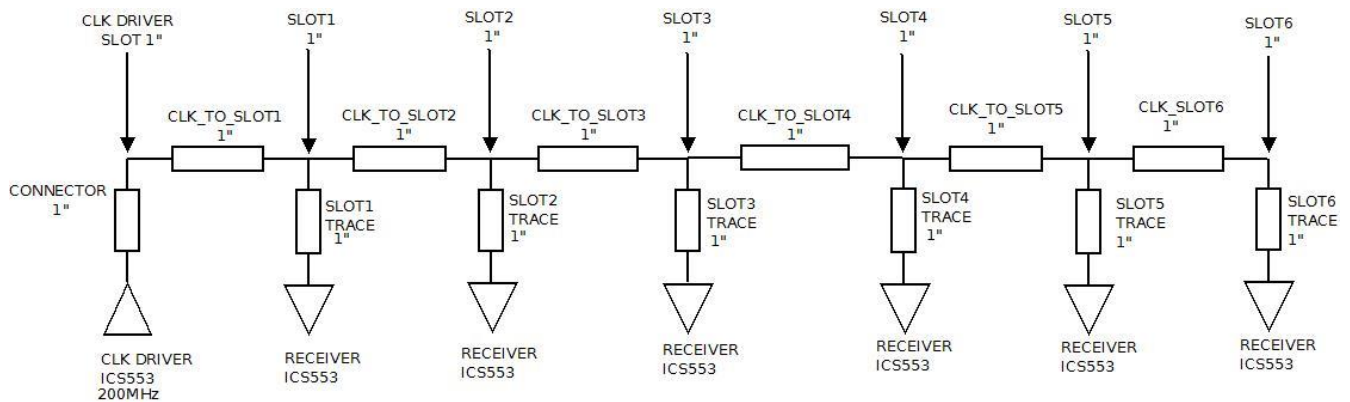 CLK DRIVER
SLOT 1"
SLOT1
1"
SLOT2
1"
SLOT3
1"
SLOT4
1"
SLOT5
1"
SLOT6
1"
CLK_TO_SLOT1
1"
CLK_TO_SLOT2
1"
CLK_TO_SLOT3
1"
CLK_TO_SLOT4
1"
CLK_TO_SLOT5
1"
CLK_SLOT6
1"
CONNECTOR
1"
SLOT1
TRACE
1"
SLOT2
TRACE
1"
SLOT3
TRACE
1"
SLOT4
TRACE
1"
SLOT5
TRACE
1"
SLOT6
TRACE
1"
CLK DRIVER
ICS553
200MHz
RECEIVER
ICS553
RECEIVER
ICS553
RECEIVER
ICS553
RECEIVER
ICS553
RECEIVER
ICS553
RECEIVER
ICS553